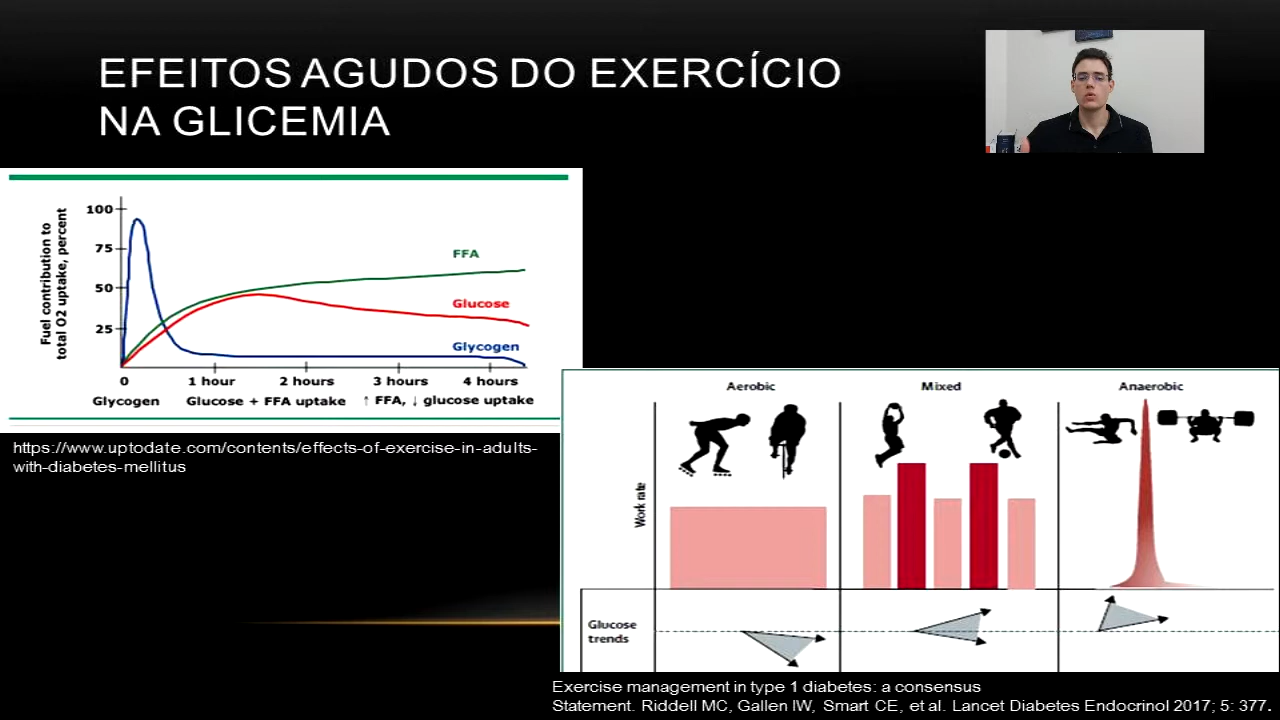 EFEITOS AGUDOS DO EXERCÍCIO
NA GLICEMIA
Fuel contribution to
total O2 uptake, percent
100
75
50
25
FFA
Glucose
Glycogen
0 1 hour 2 hours 3 hours 4 hours
Glycogen Glucose + FFA uptake ↑ FFA, ↓ glucose uptake
https://www.uptodate.com/contents/effects-of-exercise-in-adults-
with-diabetes-mellitus
Aerobic Mixed Anaerobic
Work rate
Glucose
trends
Exercise management in type 1 diabetes: a consensus
Statement. Riddell MC, Gallen IW, Smart CE, et al. Lancet Diabetes Endocrinol 2017; 5: 377.